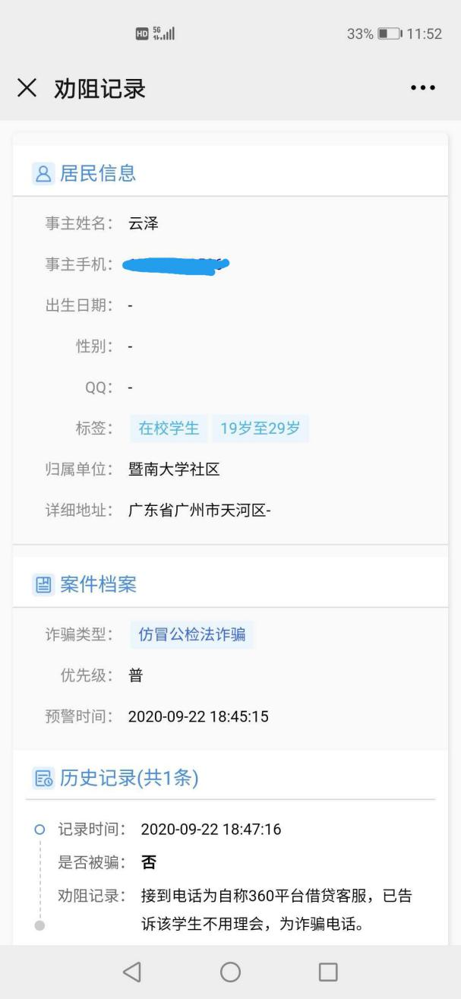 HD 5G 33% 11:52
劝阻记录
居民信息
事主姓名： 云泽
事主手机：
出生日期： -
性别： -
QQ： -
标签： 在校学生 19岁至29岁
归属单位： 暨南大学社区
详细地址： 广东省广州市天河区-
案件档案
诈骗类型： 仿冒公检法诈骗
优先级： 普
预警时间： 2020-09-22 18:45:15
历史记录(共1条)
记录时间： 2020-09-22 18:47:16
是否被骗： 否
劝阻记录： 接到电话为自称360平台借贷客服，已告
诉该学生不用理会，为诈骗电话。